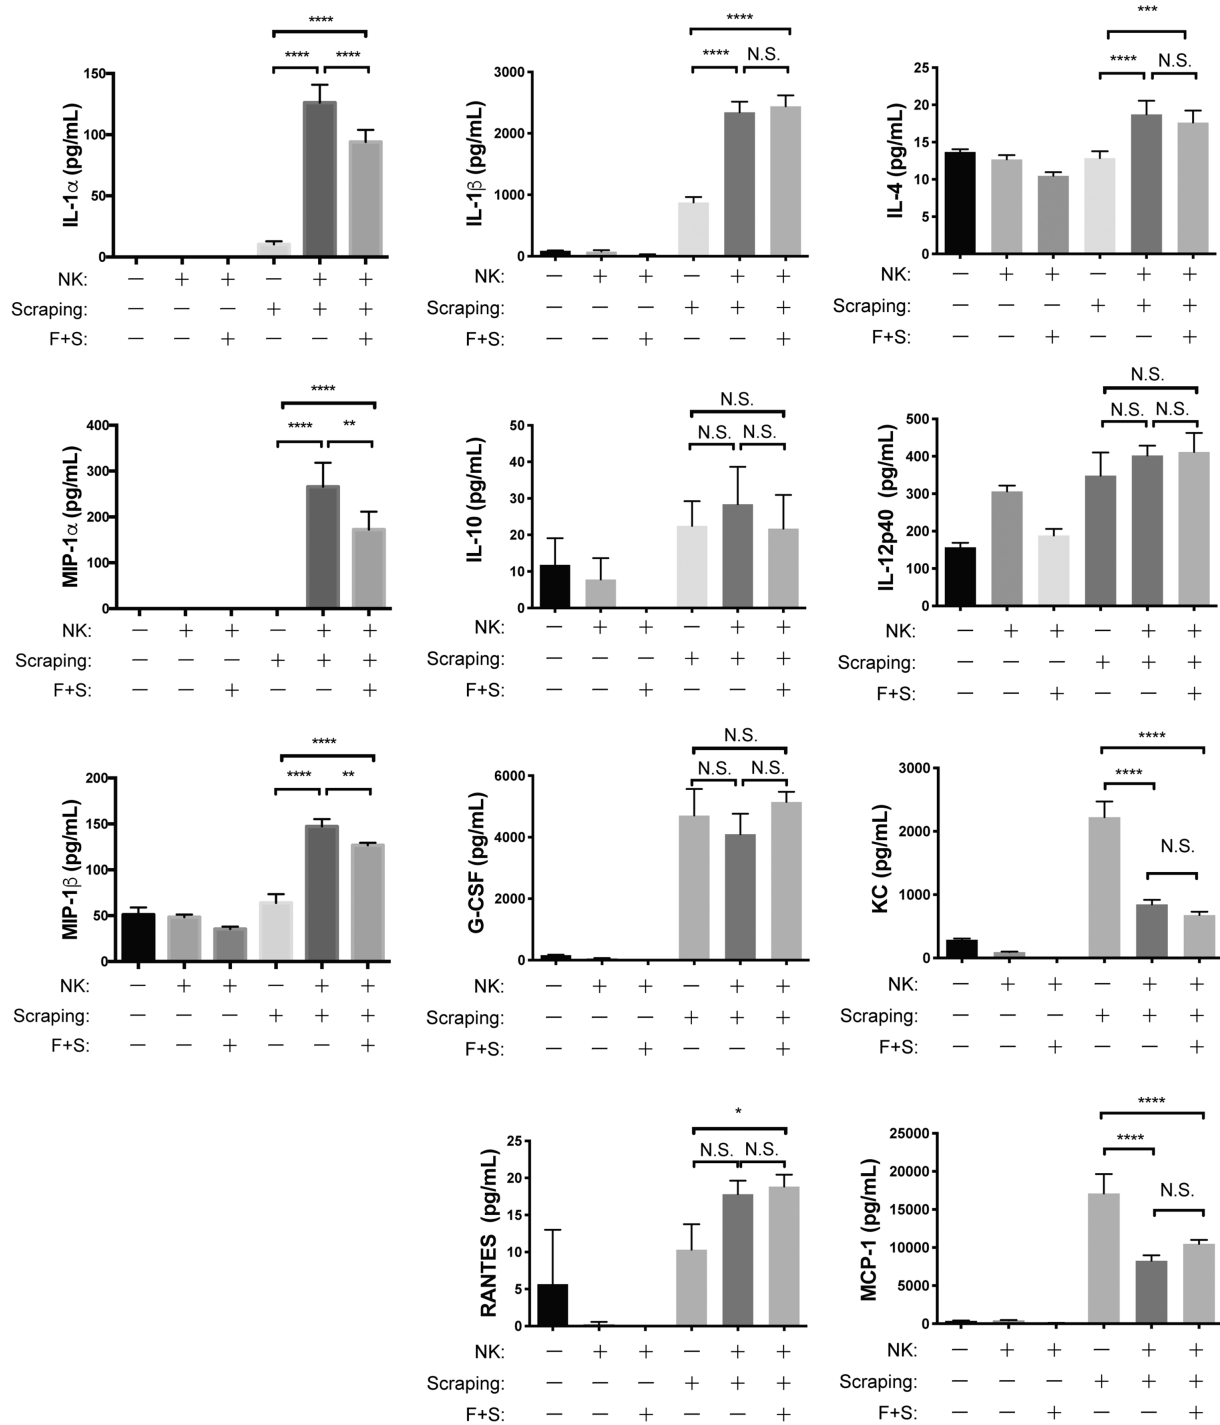 ****
**** ****
IL-1α (pg/mL)
150
100
50
0
NK: — + + — + +
Scraping: — — — + + +
F+S: — — + — — +
****
**** N.S.
IL-1β (pg/mL)
3000
2000
1000
0
NK: — + + — + +
Scraping: — — — + + +
F+S: — — + — — +
***
**** N.S.
IL-4 (pg/mL)
25
20
15
10
5
0
NK: — + + — + +
Scraping: — — — + + +
F+S: — — + — — +
****
**** **
MIP-1α (pg/mL)
400
300
200
100
0
NK: — + + — + +
Scraping: — — — + + +
F+S: — — + — — +
N.S.
N.S. N.S.
IL-10 (pg/mL)
50
40
30
20
10
0
NK: — + + — + +
Scraping: — — — + + +
F+S: — — + — — +
N.S.
N.S. N.S.
IL-12p40 (pg/mL)
500
400
300
200
100
0
NK: — + + — + +
Scraping: — — — + + +
F+S: — — + — — +
****
**** **
MIP-1β (pg/mL)
200
150
100
50
0
NK: — + + — + +
Scraping: — — — + + +
F+S: — — + — — +
N.S.
N.S. N.S.
G-CSF (pg/mL)
6000
4000
2000
0
NK: — + + — + +
Scraping: — — — + + +
F+S: — — + — — +
****
****
N.S.
KC (pg/mL)
3000
2000
1000
0
NK: — + + — + +
Scraping: — — — + + +
F+S: — — + — — +
*
N.S. N.S.
RANTES (pg/mL)
25
20
15
10
5
0
NK: — + + — + +
Scraping: — — — + + +
F+S: — — + — — +
****
****
N.S.
MCP-1 (pg/mL)
25000
20000
15000
10000
5000
0
NK: — + + — + +
Scraping: — — — + + +
F+S: — — + — — +